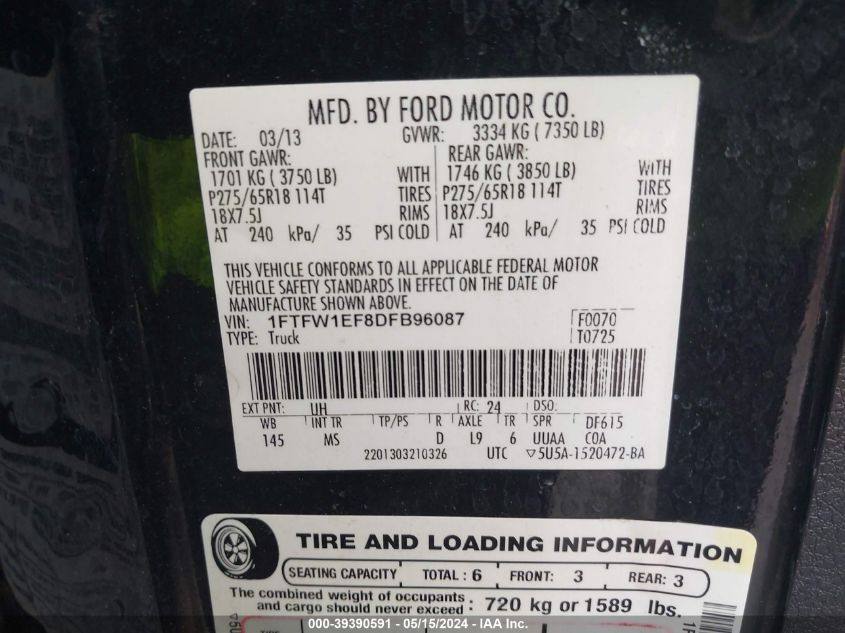 MFD. BY FORD MOTOR CO.
DATE: 03/13 GVWR: 3334 KG ( 7350 LB)
FRONT GAWR: REAR GAWR:
1701 KG ( 3750 LB) WITH 1746 KG ( 3850 LB) WITH
P275/65R18 114T TIRES P275/65R18 114T TIRES
18X7.5J RIMS 18X7.5J RIMS
AT 240 kPa/ 35 PSI COLD AT 240 kPa/ 35 PSI COLD
THIS VEHICLE CONFORMS TO ALL APPLICABLE FEDERAL MOTOR
VEHICLE SAFETY STANDARDS IN EFFECT ON THE DATE OF
MANUFACTURE SHOWN ABOVE.
VIN: 1FTFW1EF8DFB96087 F0070
TYPE: Truck T0725
EXT PNT: UH RC: 24 DSO:
WB INT TR TP/PS R AXLE TR SPR DF615
145 MS D L9 6 UUAA COA
2201303210326 UTC ▽5U5A-1520472-BA
TIRE AND LOADING INFORMATION
SEATING CAPACITY TOTAL : 6 FRONT: 3 REAR: 3
The combined weight of occupants
and cargo should never exceed : 720 kg or 1589 lbs.
000-39390591 - 05/15/2024 - IAA Inc.